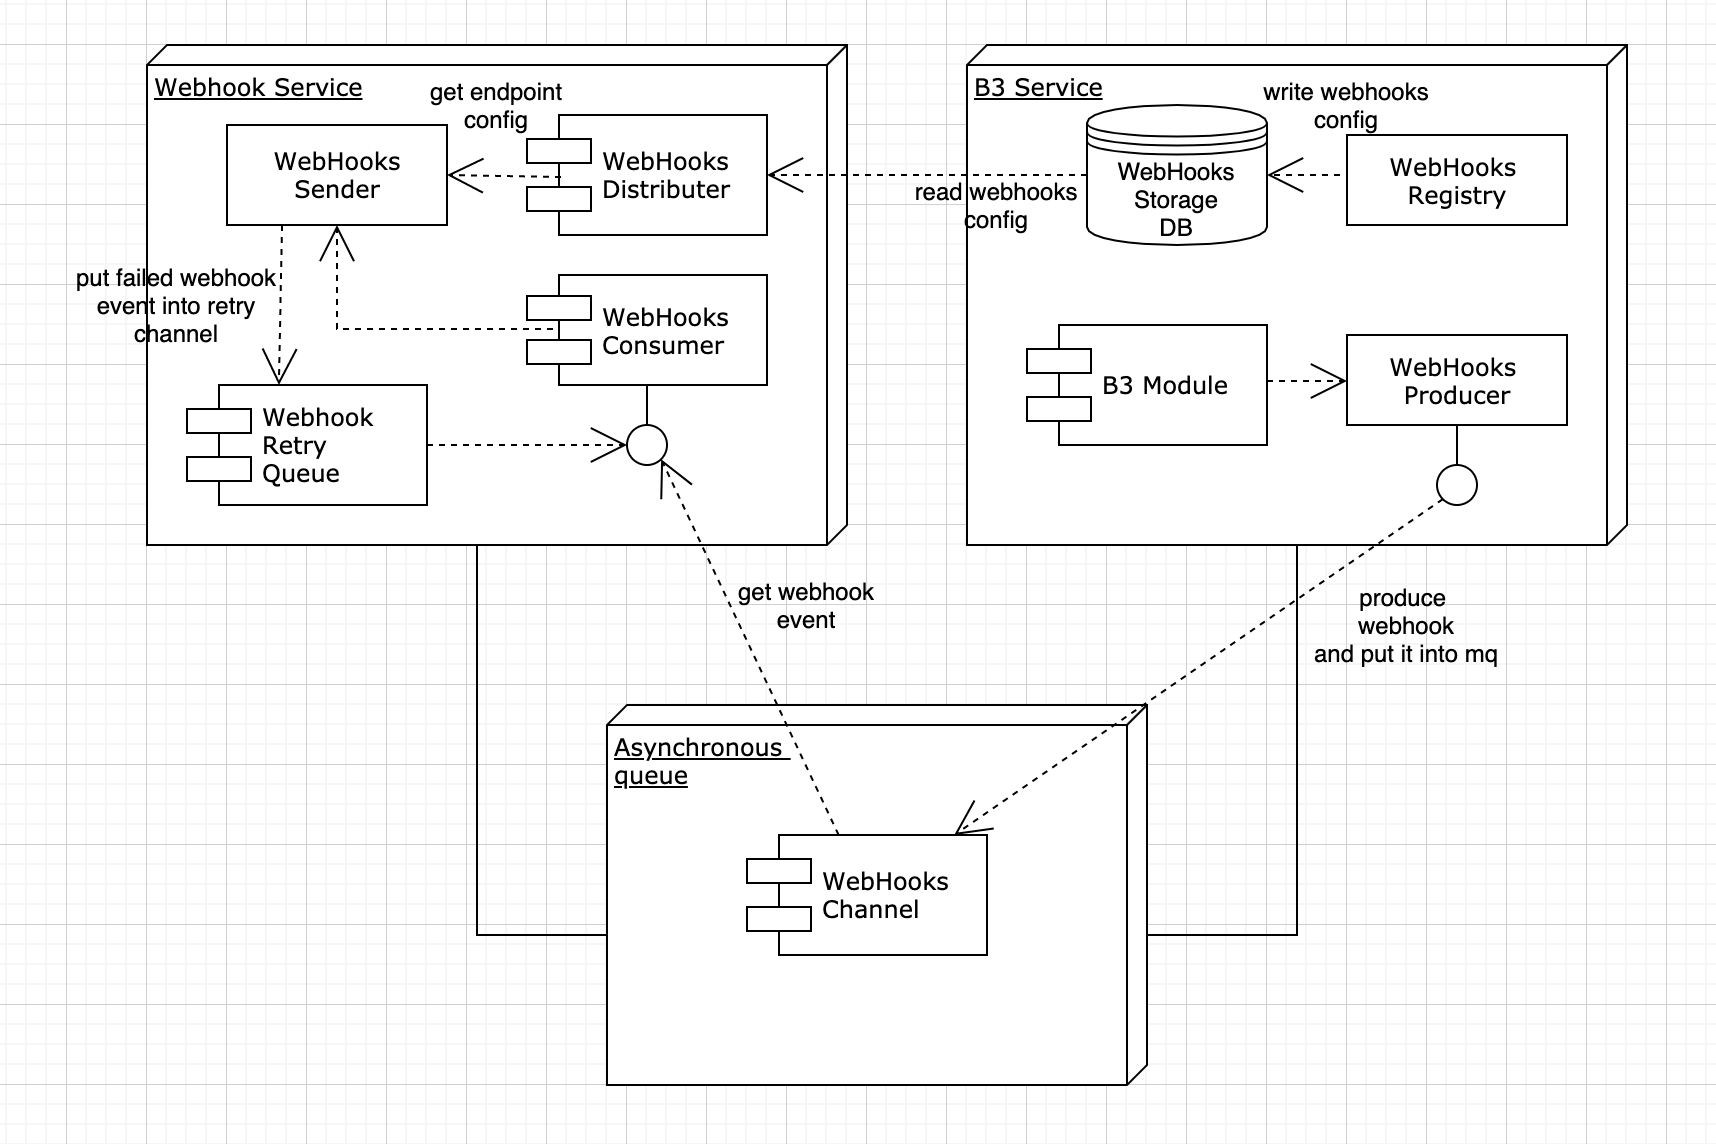 Webhook Service
get endpoint
config
WebHooks
Sender
WebHooks
Distributer
put failed webhook
event into retry
channel
WebHooks
Consumer
Webhook
Retry
Queue
read webhooks
config
B3 Service
WebHooks
Storage
DB
write webhooks
config
WebHooks
Registry
B3 Module
WebHooks
Producer
get webhook
event
produce
webhook
and put it into mq
Asynchronous
queue
WebHooks
Channel